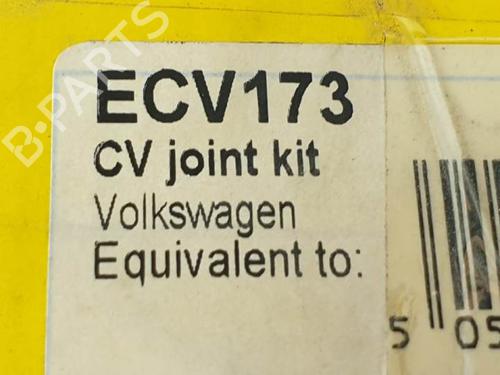 ECV173
CV joint kit
Volkswagen
Equivalent to:
5 05
B-PARTS